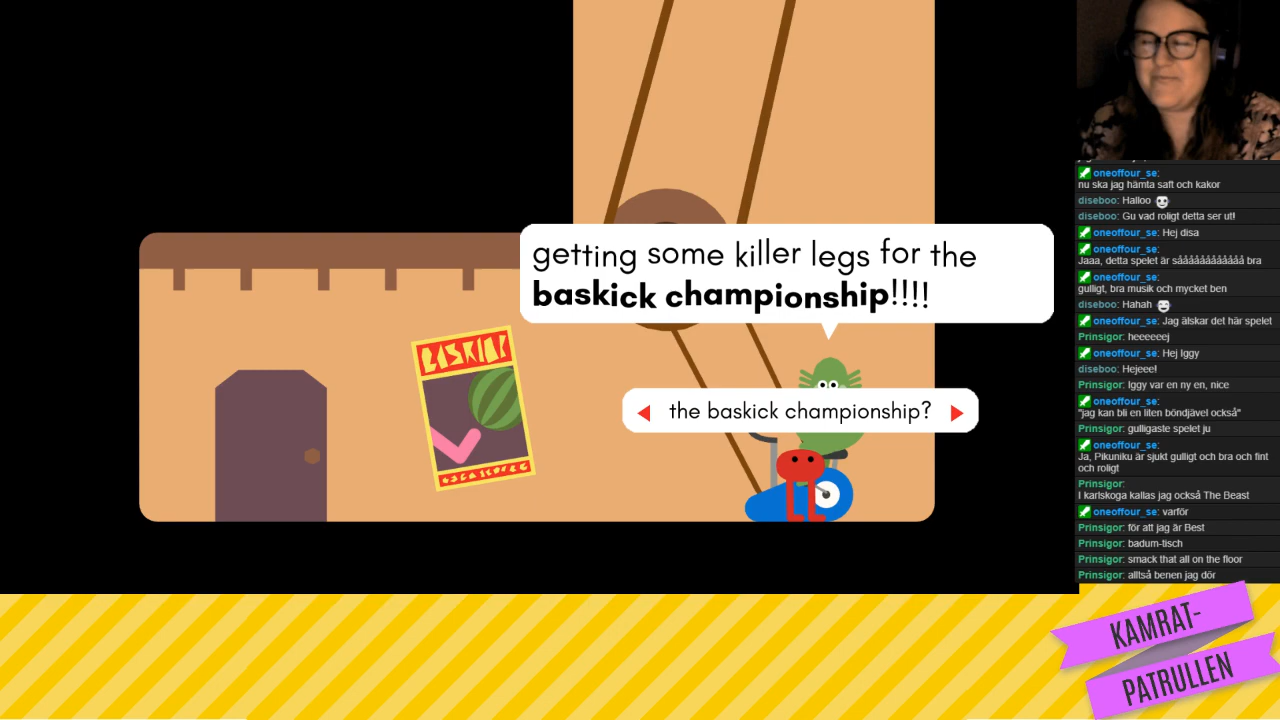 getting some killer legs for the
baskick championship!!!!
the baskick championship?
BASKICK
oneoffour_se:
nu ska jag hämta saft och kakor
diseboo: Halloo
diseboo: Gu vad roligt detta ser ut!
oneoffour_se: Hej disa
oneoffour_se:
Jaaa, detta spelet är såååååååååååå bra
oneoffour_se:
gulligt, bra musik och mycket ben
diseboo: Hahah
oneoffour_se: Jag älskar det här spelet
Prinsigor: heeeeeej
oneoffour_se: Hej Iggy
diseboo: Hejeee!
Prinsigor: Iggy var en ny en, nice
oneoffour_se:
"jag kan bli en liten böndjävel också"
Prinsigor: gulligaste spelet ju
oneoffour_se:
Ja, Pikuniku är sjukt gulligt och bra och fint
och roligt
Prinsigor:
I karlskoga kallas jag också The Beast
oneoffour_se: varför
Prinsigor: för att jag är Best
Prinsigor: badum-tisch
Prinsigor: smack that all on the floor
Prinsigor: alltså benen jag dör
KAMRAT-
PATRULLEN